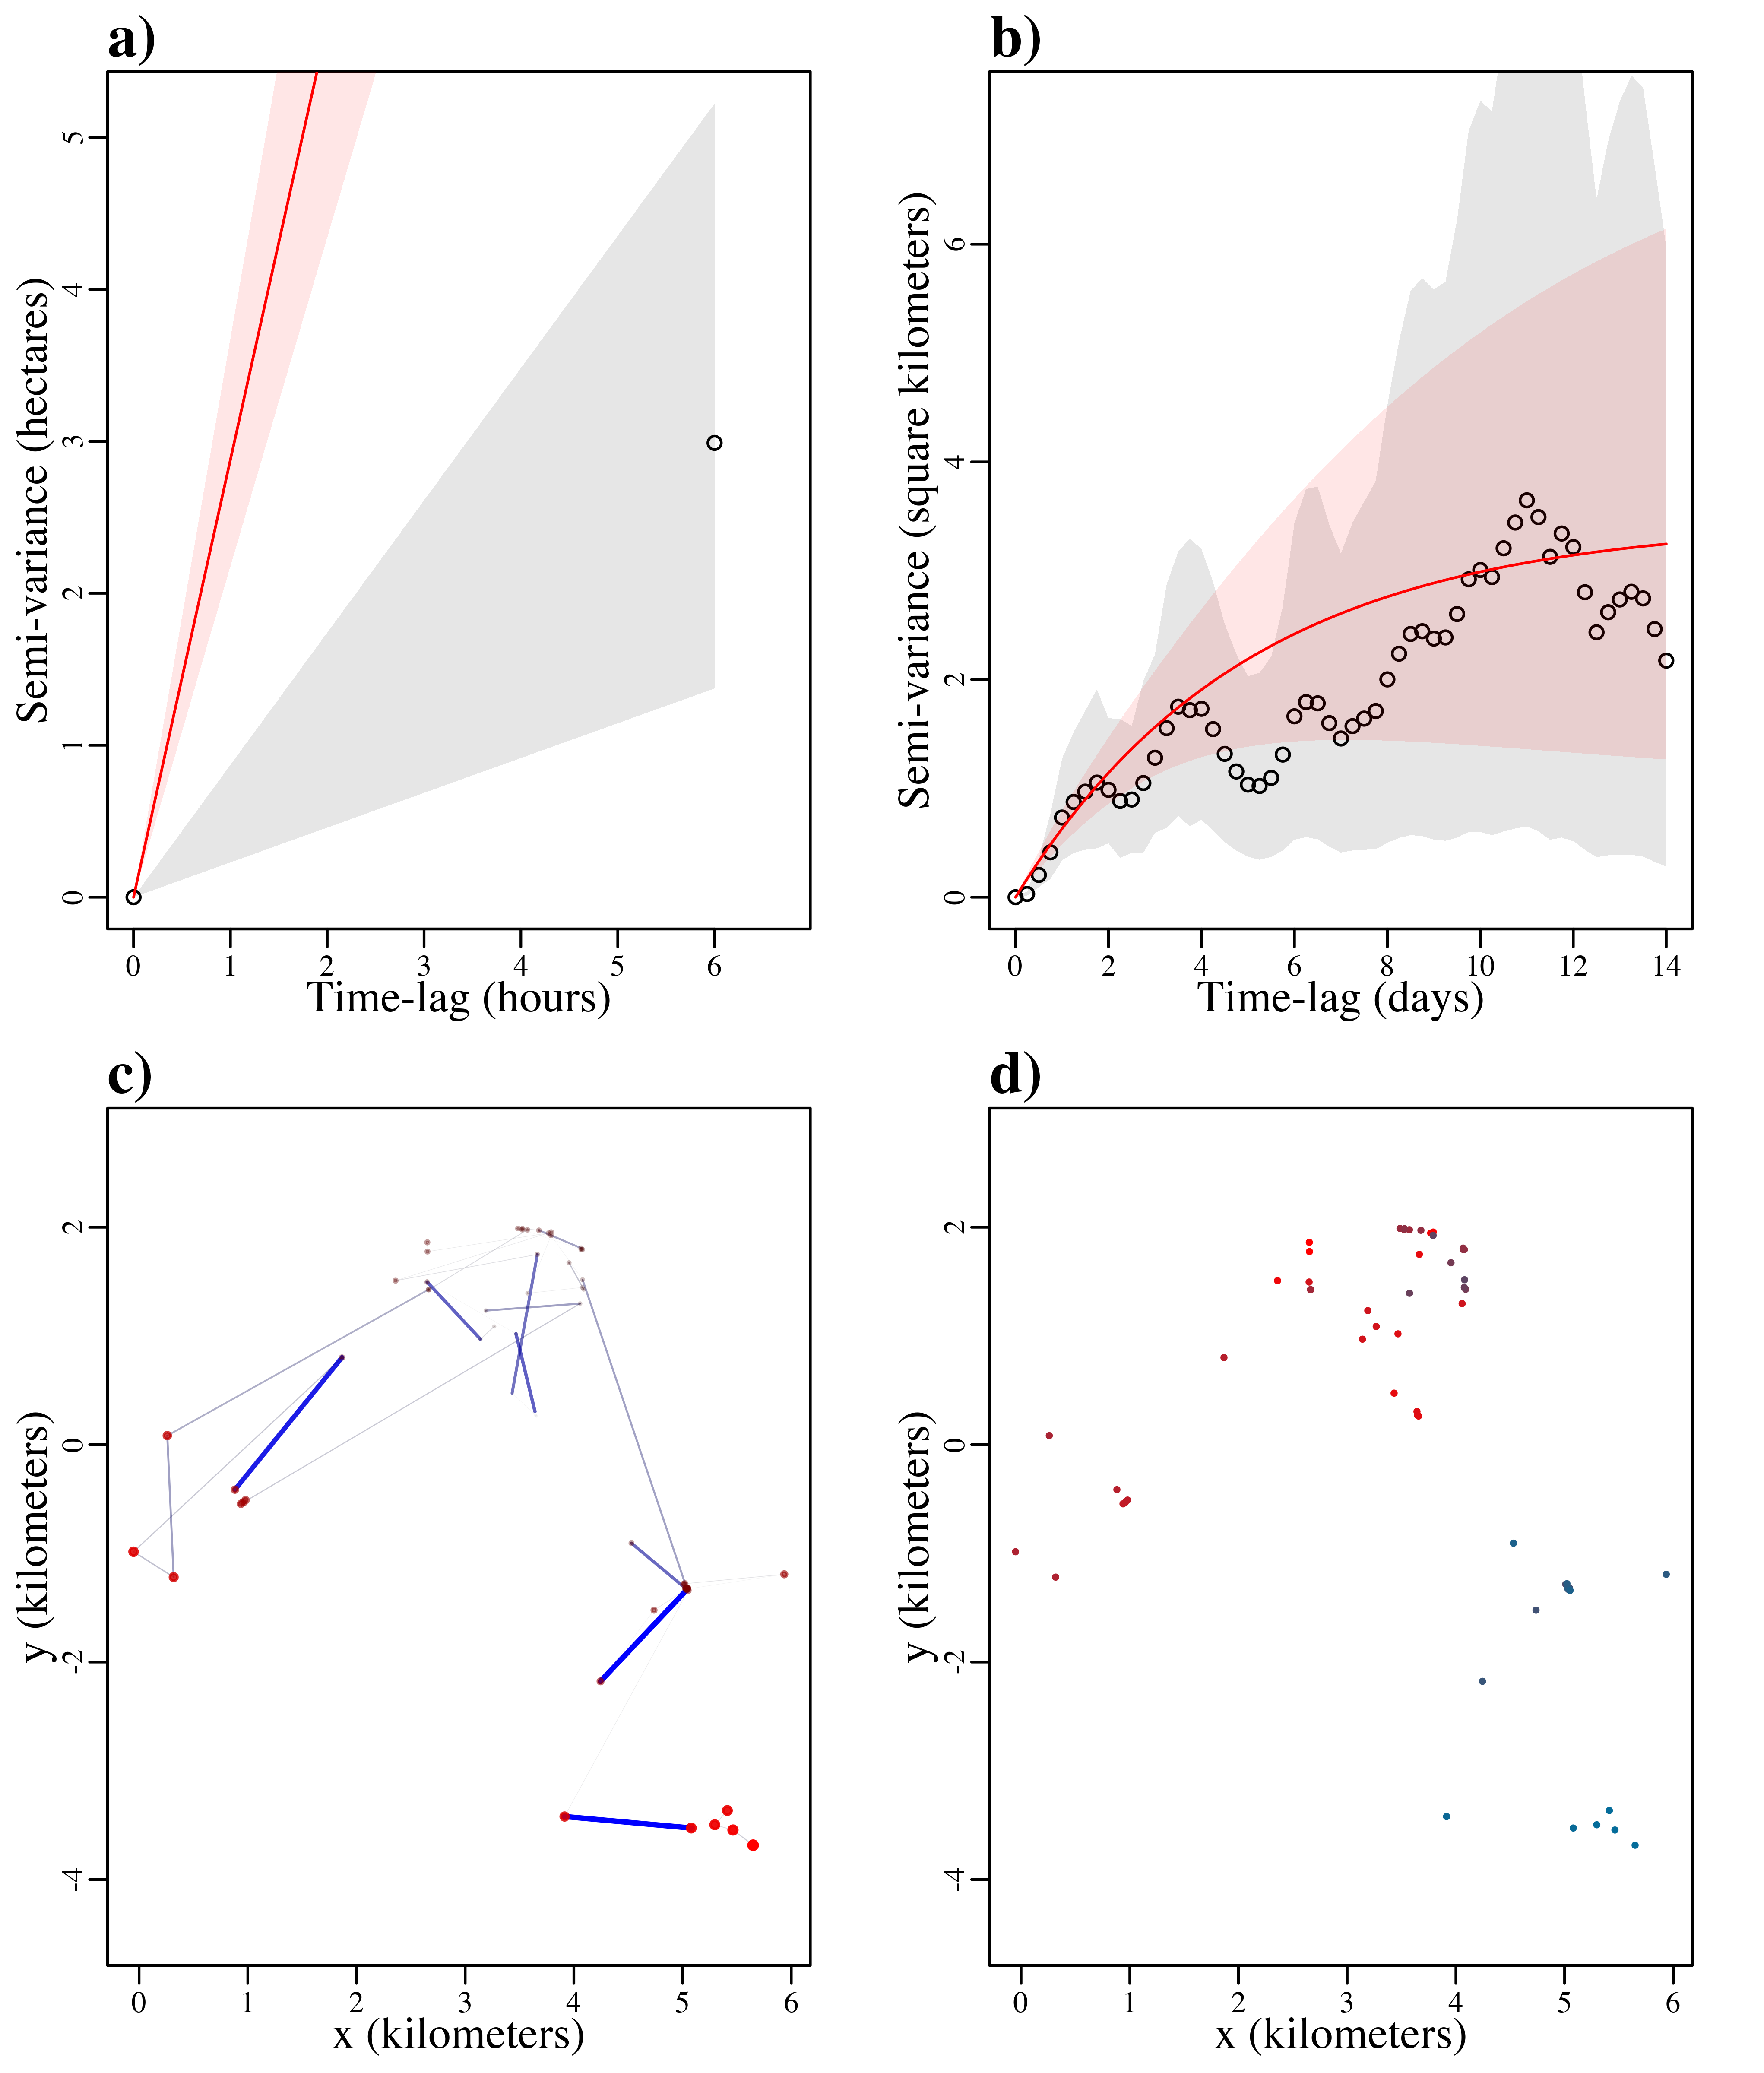 a)
Semi-variance (hectares)
0 1 2 3 4 5
0 1 2 3 4 5 6
Time-lag (hours)
b)
Semi-variance (square kilometers)
0 2 4 6
0 2 4 6 8 10 12 14
Time-lag (days)
c)
y (kilometers)
-4 -2 0 2
0 1 2 3 4 5 6
x (kilometers)
d)
y (kilometers)
-4 -2 0 2
0 1 2 3 4 5 6
x (kilometers)